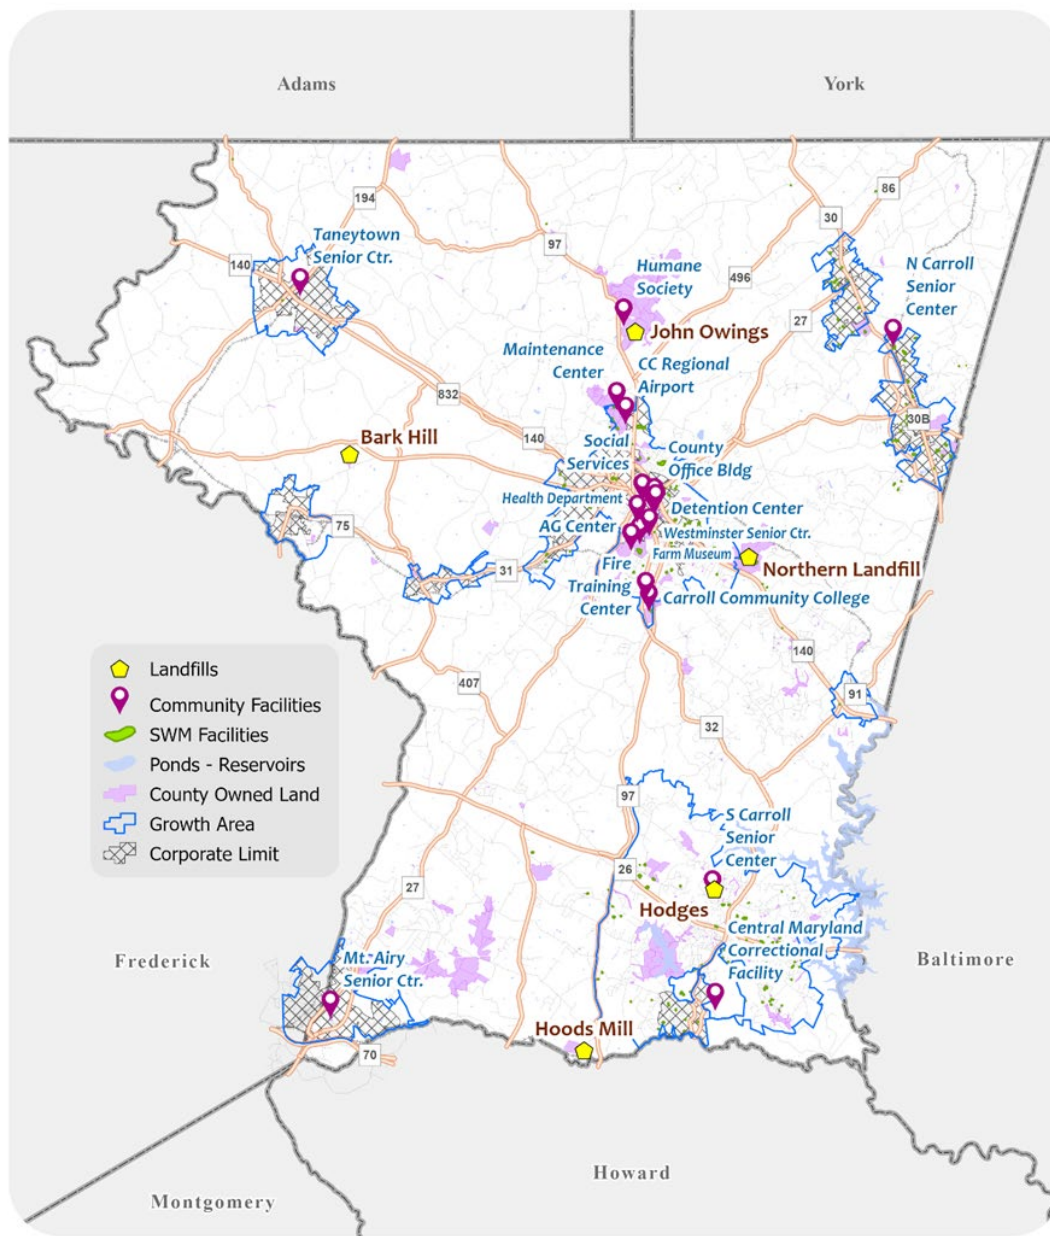 Adams
York
194
86
30
Taneytown
Senior Ctr.
97
140
Humane
Society
496
N Carroll
Senior
Center
27
John Owings
Maintenance
Center
CC Regional
Airport
832
30B
Bark Hill
140
Social
Services
County
Office Bldg
Health Department
Detention Center
AG Center
Westminster Senior Ctr.
75
Farm Museum
31
Fire
Training
Center
Northern Landfill
Carroll Community College
140
407
91
32
Landfills
Community Facilities
SWM Facilities
Ponds - Reservoirs
County Owned Land
Growth Area
Corporate Limit
97
S Carroll
Senior
Center
26
27
Hodges
Central Maryland
Correctional
Facility
Frederick
Baltimore
Mt. Airy
Senior Ctr.
Hoods Mill
70
Howard
Montgomery